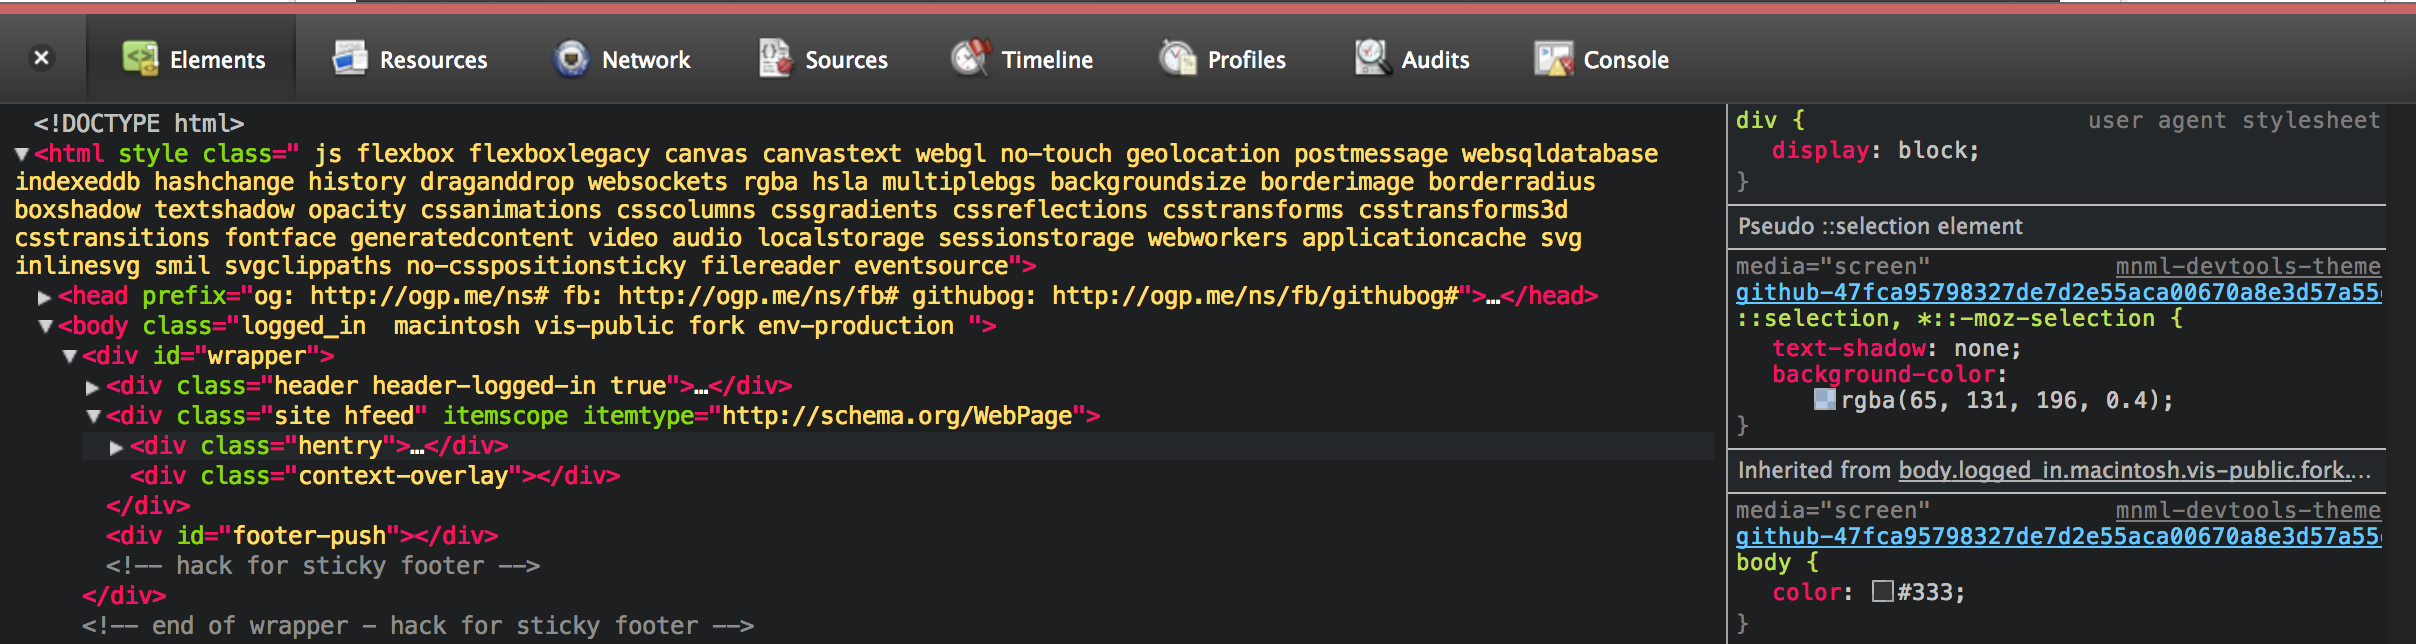 Elements Resources Network Sources Timeline Profiles Audits Console
<!DOCTYPE html>
<html style class=" js flexbox flexboxlegacy canvas canvastext webgl no-touch geolocation postmessage websqldatabase
indexeddb hashchange history draganddrop websockets rgba hsla multiplebgs backgroundsize borderimage borderradius
boxshadow textshadow opacity cssanimations csscolumns cssgradients cssreflections csstransforms csstransforms3d
csstransitions fontface generatedcontent video audio localstorage sessionstorage webworkers applicationcache svg
inlinesvg smil svgclippaths no-csspositionsticky filereader eventsource">
<head prefix="og: http://ogp.me/ns# fb: http://ogp.me/ns/fb# githubog: http://ogp.me/ns/fb/githubog#">…</head>
<body class="logged_in  macintosh vis-public fork env-production ">
<div id="wrapper">
<div class="header header-logged-in true">…</div>
<div class="site hfeed" itemscope itemtype="http://schema.org/WebPage">
<div class="hentry">…</div>
<div class="context-overlay"></div>
</div>
<div id="footer-push"></div>
<!-- hack for sticky footer -->
</div>
<!-- end of wrapper - hack for sticky footer -->
div { user agent stylesheet
display: block;
}
Pseudo ::selection element
media="screen" mnml-devtools-theme
github-47fca95798327de7d2e55aca00670a8e3d57a55
::selection, *::-moz-selection {
text-shadow: none;
background-color:
rgba(65, 131, 196, 0.4);
}
Inherited from body.logged_in.macintosh.vis-public.fork.…
media="screen" mnml-devtools-theme
github-47fca95798327de7d2e55aca00670a8e3d57a55
body {
color: #333;
}